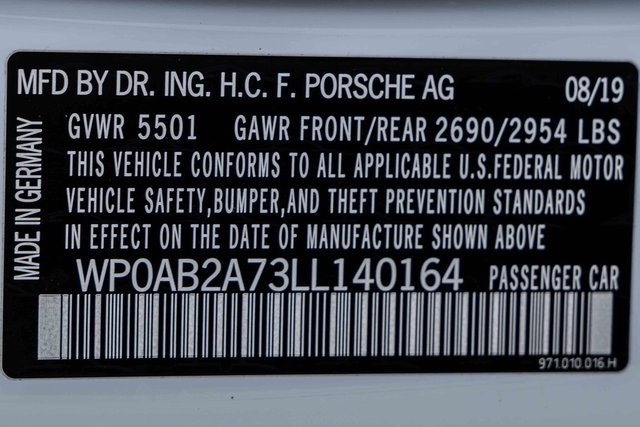 MFD BY DR. ING. H.C. F. PORSCHE AG 08/19
GVWR 5501 GAWR FRONT/REAR 2690/2954 LBS
THIS VEHICLE CONFORMS TO ALL APPLICABLE U.S.FEDERAL MOTOR
VEHICLE SAFETY,BUMPER,AND THEFT PREVENTION STANDARDS
IN EFFECT ON THE DATE OF MANUFACTURE SHOWN ABOVE
WP0AB2A73LL140164 PASSENGER CAR
971.010.016.H
MADE IN GERMANY